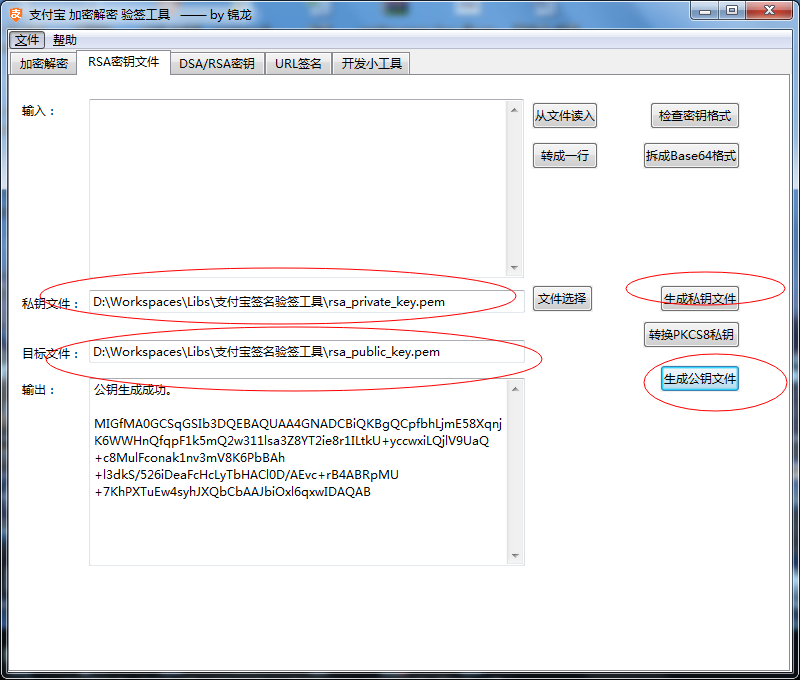 支付宝 加密解密 验签工具 —— by 锦龙
文件 帮助
加密解密 RSA密钥文件 DSA/RSA密钥 URL签名 开发小工具
输入： 从文件读入 检查密钥格式
转成一行 拆成Base64格式
私钥文件： D:\Workspaces\Libs\支付宝签名验签工具\rsa_private_key.pem 文件选择 生成私钥文件
转换PKCS8私钥
目标文件： D:\Workspaces\Libs\支付宝签名验签工具\rsa_public_key.pem
生成公钥文件
输出： 公钥生成成功。
MIGfMA0GCSqGSIb3DQEBAQUAA4GNADCBiQKBgQCpfbhLjmE58Xqnj
K6WWHnQfqpF1k5mQ2w311lsa3Z8YT2ie8r1ILtkU+yccwxiLQjlV9UaQ
+c8MulFconak1nv3mV8K6PbBAh
+l3dkS/526iDeaFcHcLyTbHACl0D/AEvc+rB4ABRpMU
+7KhPXTuEw4syhJXQbCbAAJbiOxl6qxwIDAQAB